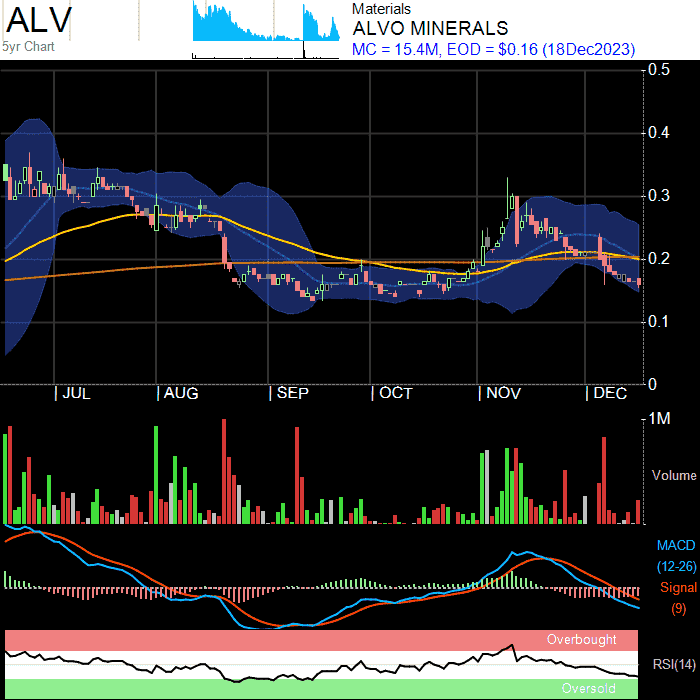 ALV
5yr Chart
Materials
ALVO MINERALS
MC = 15.4M, EOD = $0.16 (18Dec2023)
0.5
0.4
0.3
0.2
0.1
0
JUL AUG SEP OCT NOV DEC
1M
Volume
MACD
(12-26)
Signal
(9)
Overbought
RSI(14)
Oversold